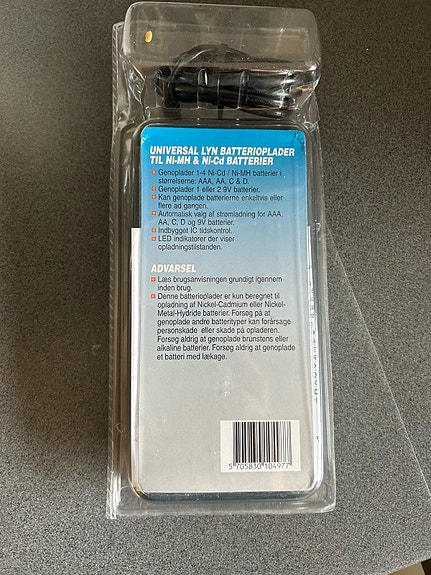 UNIVERSAL LYN BATTERIOPLADER
TIL Ni-MH & Ni-Cd BATTERIER
Genoplader 1-4 Ni-Cd / Ni-MH batterier i
størrelserne: AAA, AA, C & D.
Genoplader 1 eller 2 9V batterier.
Kan genoplade batterierne enkeltvis eller
flere ad gangen.
Automatisk valg af strømladning for AAA,
AA, C, D og 9V batterier.
Indbygget IC tidskontrol.
LED indikatorer der viser
opladningstilstanden.
ADVARSEL
Læs brugsanvisningen grundigt igennem
inden brug.
Denne batterioplader er kun beregnet til
opladning af Nickel-Cadmium eller Nickel-
Metal-Hydride batterier. Forsøg på at
genoplade andre batterityper kan forårsage
personskade eller skade på opladeren.
Forsøg aldrig at genoplade brunstens eller
alkaline batterier. Forsøg aldrig at genoplade
et batteri med lækage.
5 705830 104977